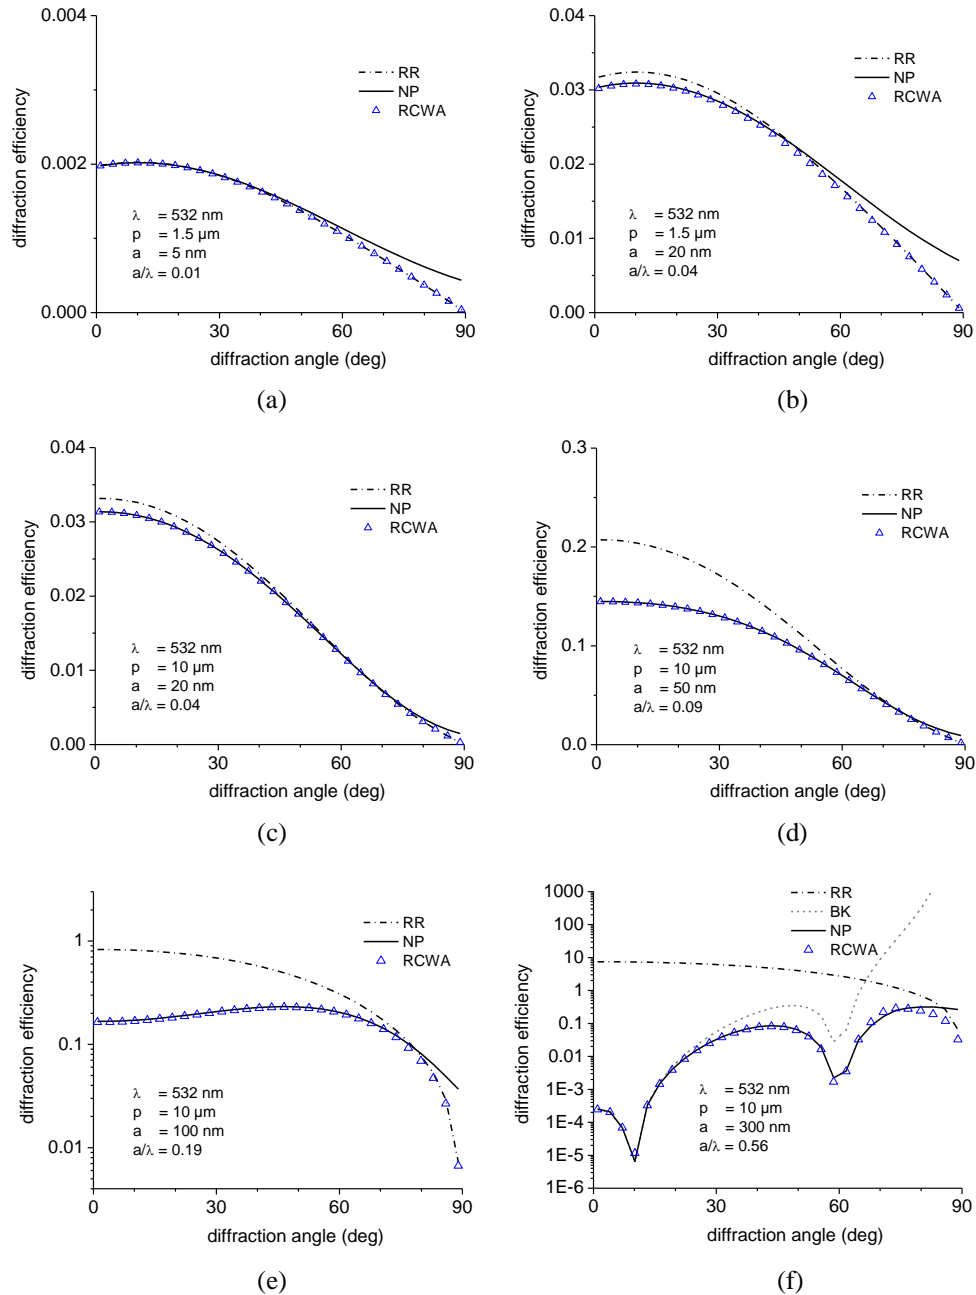 0.004
0.002
0.000
diffraction efficiency
RR
NP
RCWA
λ = 532 nm
p = 1.5 µm
a = 5 nm
a/λ = 0.01
0 30 60 90
diffraction angle (deg)
(a)
0.04
0.03
0.02
0.01
0.00
diffraction efficiency
RR
NP
RCWA
λ = 532 nm
p = 1.5 µm
a = 20 nm
a/λ = 0.04
0 30 60 90
diffraction angle (deg)
(b)
0.04
0.03
0.02
0.01
0.00
diffraction efficiency
RR
NP
RCWA
λ = 532 nm
p = 10 µm
a = 20 nm
a/λ = 0.04
0 30 60 90
diffraction angle (deg)
(c)
0.3
0.2
0.1
0.0
diffraction efficiency
RR
NP
RCWA
λ = 532 nm
p = 10 µm
a = 50 nm
a/λ = 0.09
0 30 60 90
diffraction angle (deg)
(d)
1
0.1
0.01
diffraction efficiency
RR
NP
RCWA
λ = 532 nm
p = 10 µm
a = 100 nm
a/λ = 0.19
0 30 60 90
diffraction angle (deg)
(e)
1000
100
10
1
0.1
0.01
1E-3
1E-4
1E-5
1E-6
diffraction efficiency
RR
BK
NP
RCWA
λ = 532 nm
p = 10 µm
a = 300 nm
a/λ = 0.56
0 30 60 90
diffraction angle (deg)
(f)